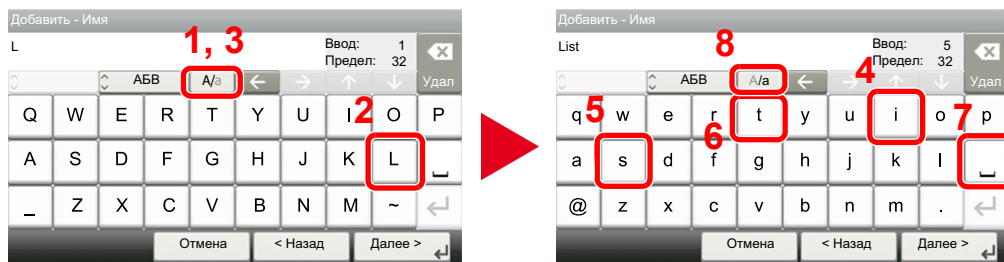 Добавить - Имя
L
1, 3
Ввод: 1
Предел: 32
АБВ A/a Удал
Q W E R T Y U I 2 O P
A S D F G H J K L
_ Z X C V B N M ~
Отмена < Назад Далее >
Добавить - Имя
List
8
Ввод: 5
Предел: 32
АБВ A/a 4 Удал
q 5 w e r t y u i o p
6 7
a s d f g h j k l
@ z x c v b n m .
Отмена < Назад Далее >